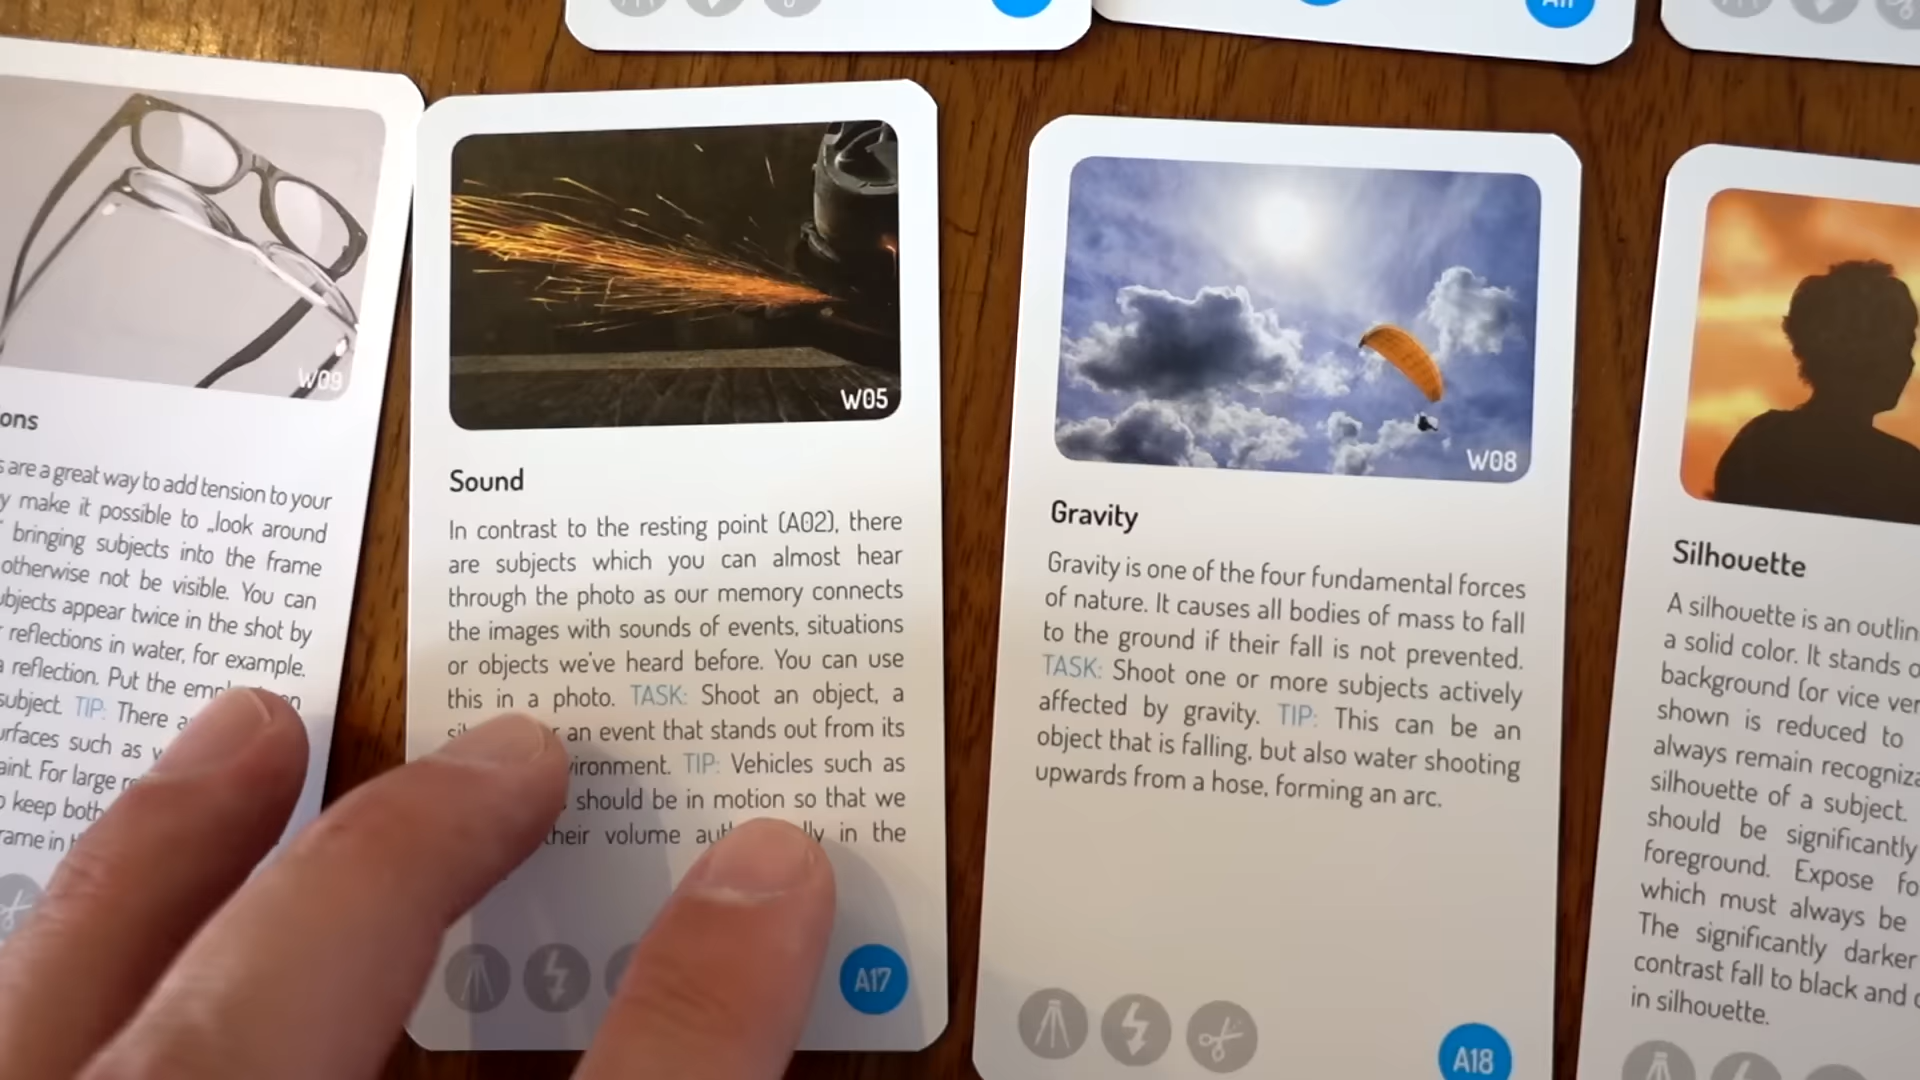 A11
W09
ons
are a great way to add tension to your
make it possible to „look around
bringing subjects into the frame
otherwise not be visible. You can
ubjects appear twice in the shot by
reflections in water, for example.
reflection. Put the
subject. TIP: There
urfaces such as
aint. For large
keep both
rame in
W05
Sound
In contrast to the resting point (A02), there
are subjects which you can almost hear
through the photo as our memory connects
the images with sounds of events, situations
or objects we've heard before. You can use
this in a photo. TASK: Shoot an object, a
an event that stands out from its
vironment. TIP: Vehicles such as
should be in motion so that we
their volume in the
A17
W08
Gravity
Gravity is one of the four fundamental forces
of nature. It causes all bodies of mass to fall
to the ground if their fall is not prevented.
TASK: Shoot one or more subjects actively
affected by gravity. TIP: This can be an
object that is falling, but also water shooting
upwards from a hose, forming an arc.
A18
Silhouette
A silhouette is an outlin
a solid color. It stands
background (or vice ver
shown is reduced to
always remain recogniza
silhouette of a subject.
should be significantly
foreground. Expose fo
which must always be
The significantly darker
contrast fall to black and
in silhouette.